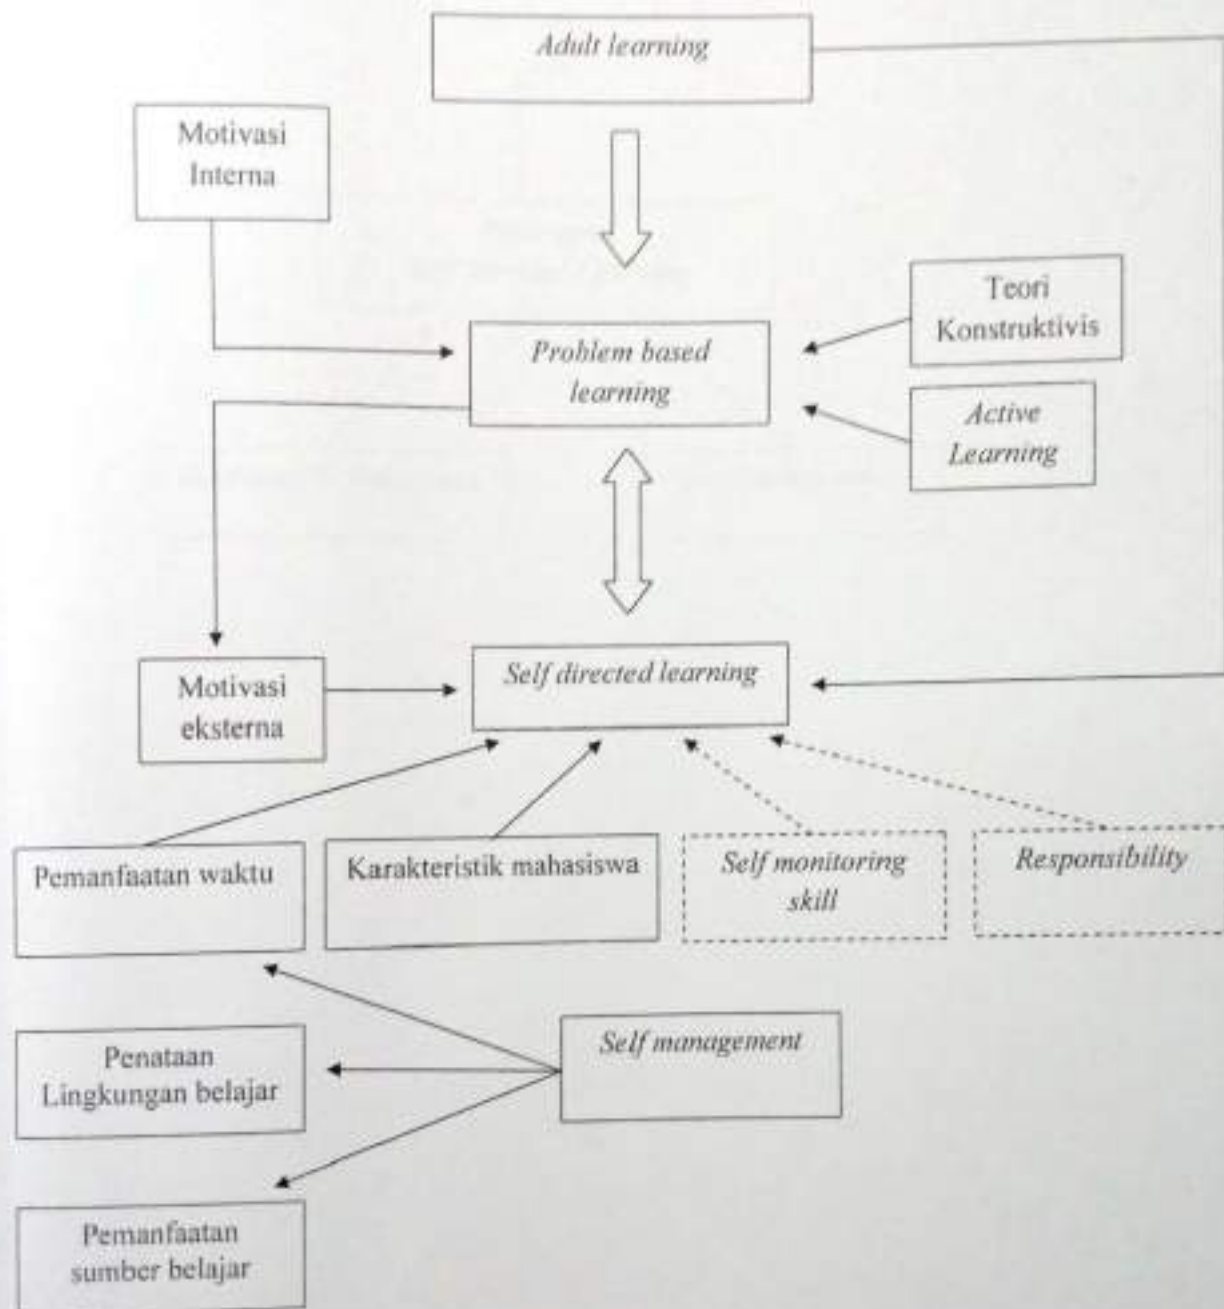 Adult learning
Motivasi
Interna
Teori
Konstruktivis
Problem based
learning
Active
Learning
Self directed learning
Motivasi
eksterna
Pemanfaatan waktu
Karakteristik mahasiswa
Self monitoring
skill
Responsibility
Self management
Penataan
Lingkungan belajar
Pemanfaatan
sumber belajar